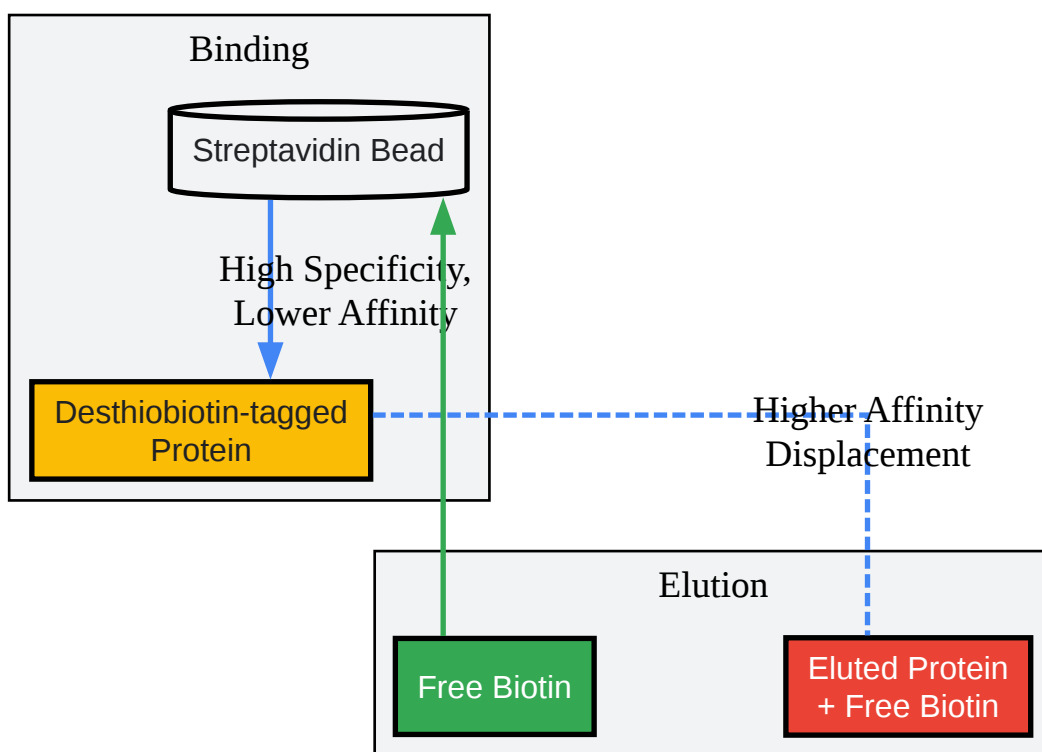 Binding
Streptavidin Bead
High Specificity,
Lower Affinity
Desthiobiotin-tagged
Protein
Higher Affinity
Displacement
Elution
Free Biotin
Eluted Protein
+ Free Biotin